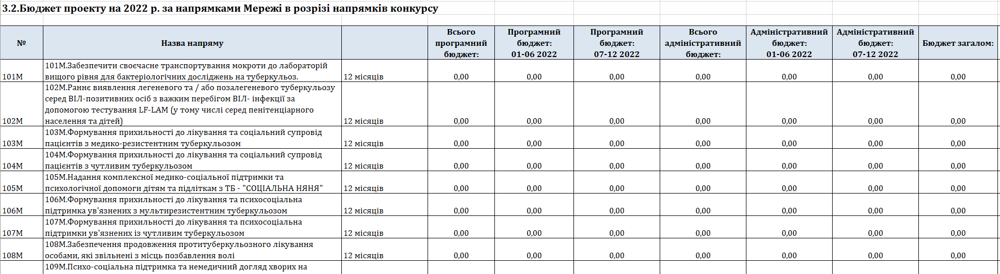 3.2.Бюджет проекту на 2022 р. за напрямками Мережі в розрізі напрямків конкурсу
№ Назва напряму Всього програмний бюджет: Програмний бюджет: 01-06 2022 Програмний бюджет: 07-12 2022 Всього адміністративний бюджет: Адміністративний бюджет: 01-06 2022 Адміністративний бюджет: 07-12 2022 Бюджет загалом:
101М.Забезпечити своєчасне транспортування мокроти до лабораторій
101М вищого рівня для бактеріологічних досліджень на туберкульоз. 12 місяців 0,00 0,00 0,00 0,00 0,00 0,00 0,00
102М.Раннє виявлення легеневого та / або позалегеневого туберкульозу
серед ВІЛ-позитивних осіб з важким перебігом ВІЛ- інфекції за
допомогою тестування LF-LAM (у тому числі серед пенітенціарного
102М населення та дітей) 12 місяців 0,00 0,00 0,00 0,00 0,00 0,00 0,00
103М.Формування прихильності до лікування та соціальний супровід
103М пацієнтів з медико-резистентним туберкульозом 12 місяців 0,00 0,00 0,00 0,00 0,00 0,00 0,00
104М.Формування прихильності до лікування та соціальний супровід
104М пацієнтів з чутливим туберкульозом 12 місяців 0,00 0,00 0,00 0,00 0,00 0,00 0,00
105М.Надання комплексної медико-соціальної підтримки та
105М психологічної допомоги дітям та підліткам з ТБ - "СОЦІАЛЬНА НЯНЯ" 12 місяців 0,00 0,00 0,00 0,00 0,00 0,00 0,00
106М.Формування прихильності до лікування та психосоціальна
106М підтримка ув'язнених з мультирезистентним туберкульозом 12 місяців 0,00 0,00 0,00 0,00 0,00 0,00 0,00
107М.Формування прихильності до лікування та психосоціальна
107М підтримки ув'язнених із чутливим туберкульозом 12 місяців 0,00 0,00 0,00 0,00 0,00 0,00 0,00
108М.Забезпечення продовження протитуберкульозного лікування
108М особами, які звільнені з місць позбавлення волі 12 місяців 0,00 0,00 0,00 0,00 0,00 0,00 0,00
109М.Психо-соціальна підтримка та немедичний догляд хворих на